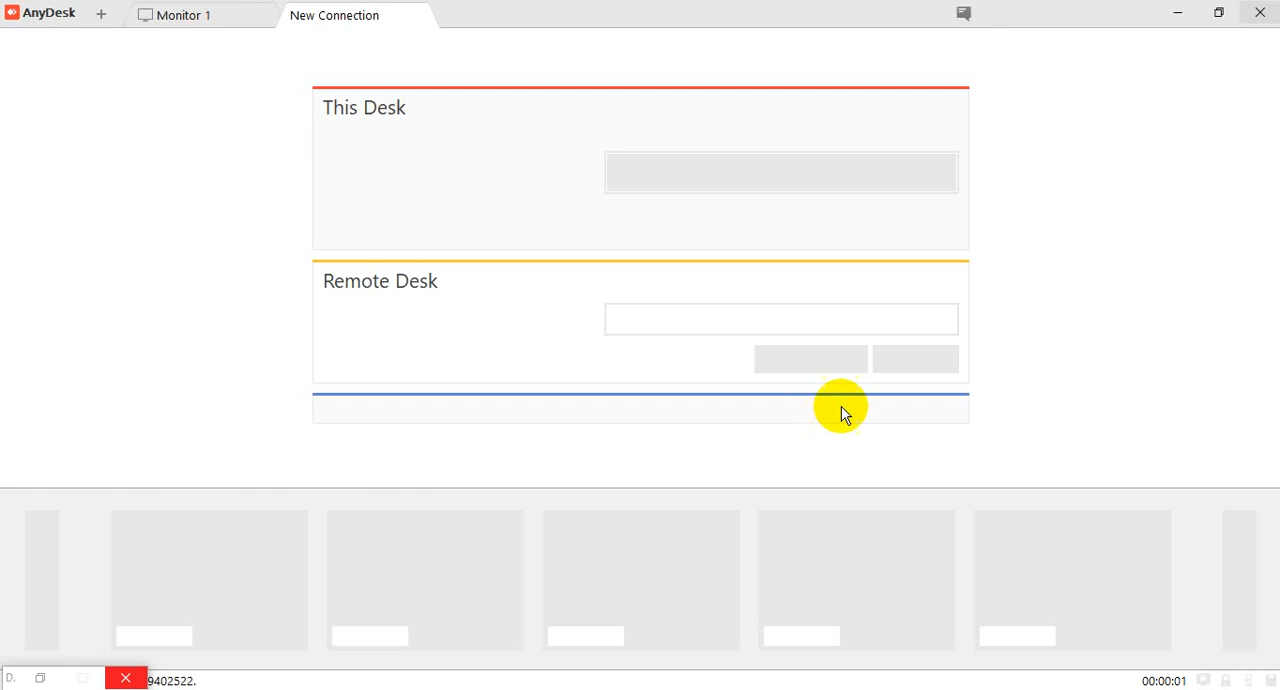 AnyDesk + Monitor 1 New Connection
This Desk
Remote Desk
D. 9402522. 00:00:01